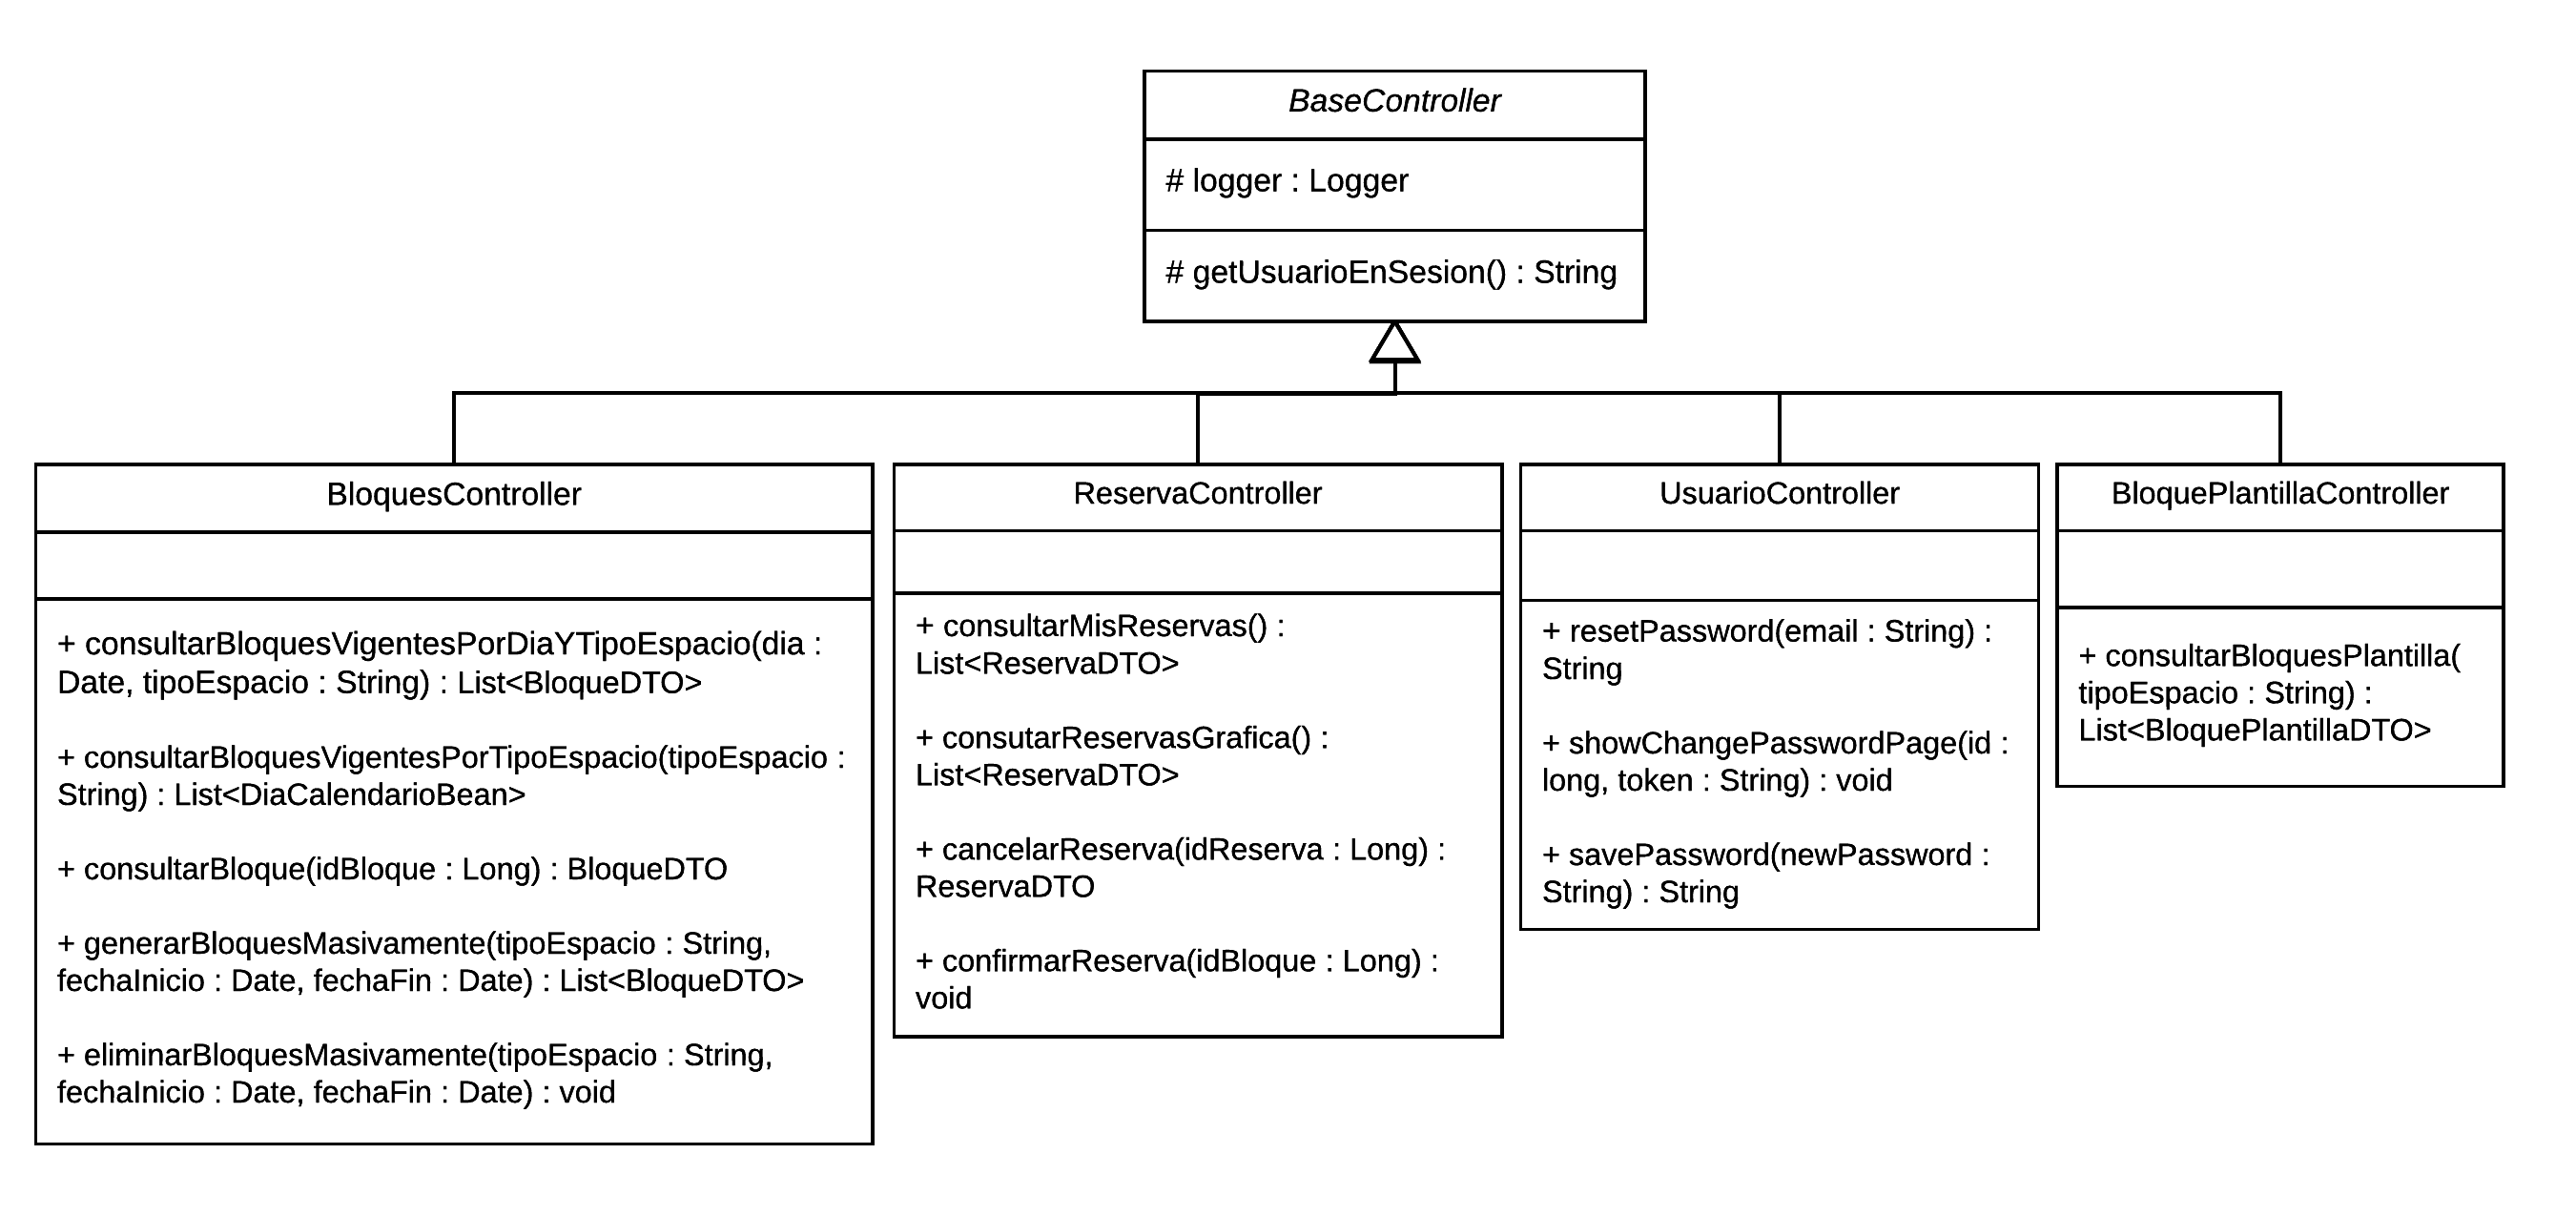 BaseController
# logger : Logger
# getUsuarioEnSesion() : String
BloquesController
+ consultarBloquesVigentesPorDiaYTipoEspacio(dia :
Date, tipoEspacio : String) : List<BloqueDTO>
+ consultarBloquesVigentesPorTipoEspacio(tipoEspacio :
String) : List<DiaCalendarioBean>
+ consultarBloque(idBloque : Long) : BloqueDTO
+ generarBloquesMasivamente(tipoEspacio : String,
fechaInicio : Date, fechaFin : Date) : List<BloqueDTO>
+ eliminarBloquesMasivamente(tipoEspacio : String,
fechaInicio : Date, fechaFin : Date) : void
ReservaController
+ consultarMisReservas() :
List<ReservaDTO>
+ consutarReservasGrafica() :
List<ReservaDTO>
+ cancelarReserva(idReserva : Long) :
ReservaDTO
+ confirmarReserva(idBloque : Long) :
void
UsuarioController
+ resetPassword(email : String) :
String
+ showChangePasswordPage(id :
long, token : String) : void
+ savePassword(newPassword :
String) : String
BloquePlantillaController
+ consultarBloquesPlantilla(
tipoEspacio : String) :
List<BloquePlantillaDTO>